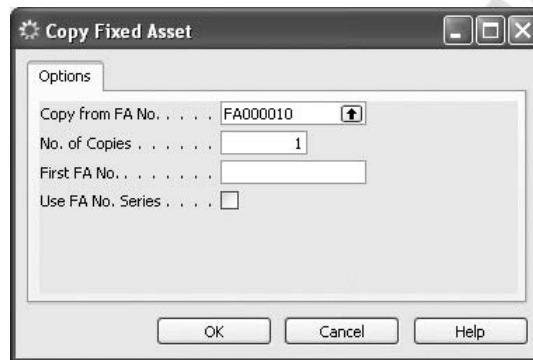 Copy Fixed Asset
Options
Copy from FA No. . . . . FA000010
No. of Copies . . . . . . 1
First FA No. . . . . . . .
Use FA No. Series . . . .
OK Cancel Help